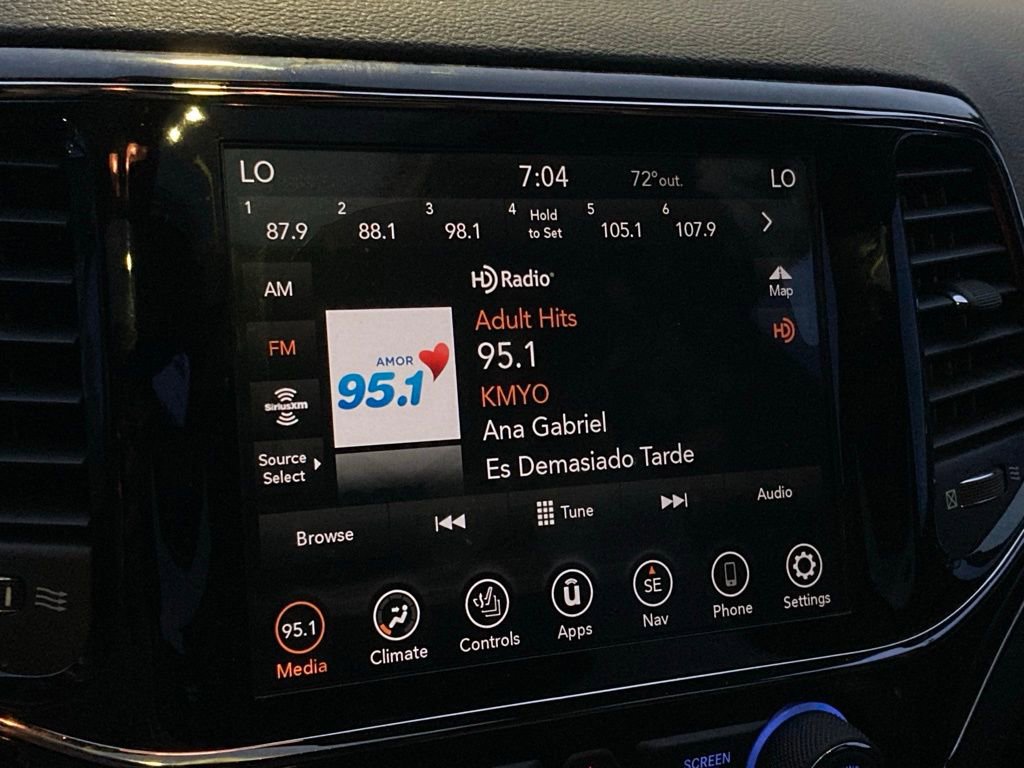 LO 7:04 72°out. LO
1 87.9 2 88.1 3 98.1 4 Hold to Set 5 105.1 6 107.9
HD Radio
Map
AM
FM
SiriusXM
Source
Select
AMOR
95.1
Adult Hits
95.1
KMYO
Ana Gabriel
Es Demasiado Tarde
HD
Browse Tune Audio
95.1 SE
Media Climate Controls Apps Nav Phone Settings
SCREEN